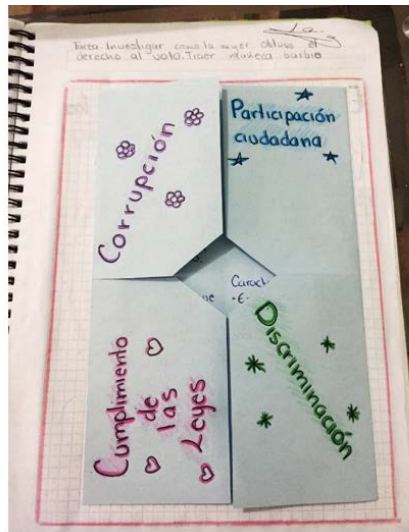 Tarea. Investigar como la mujer obtuvo el
derecho al voto. Traer muñeca barbie
Corrupción
Participación
ciudadana
Caract
Cumplimiento
de
las
Leyes
Discriminación